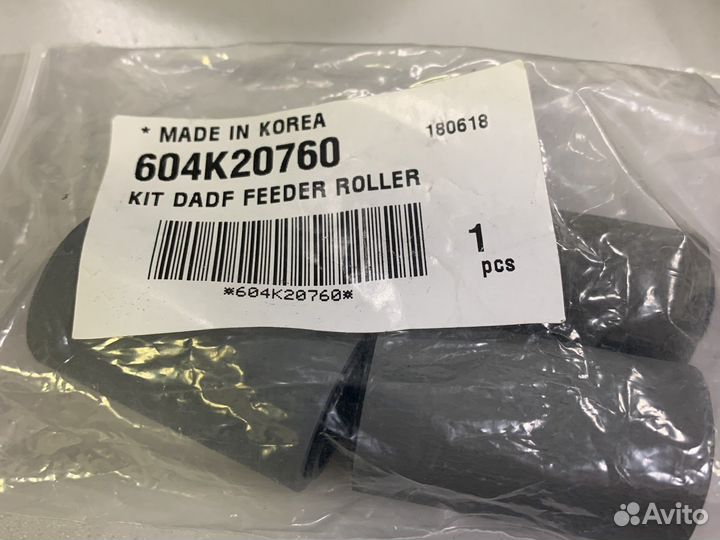 * MADE IN KOREA
180618
604K20760
KIT DADF FEEDER ROLLER
1
pcs
*604K20760*
Avito